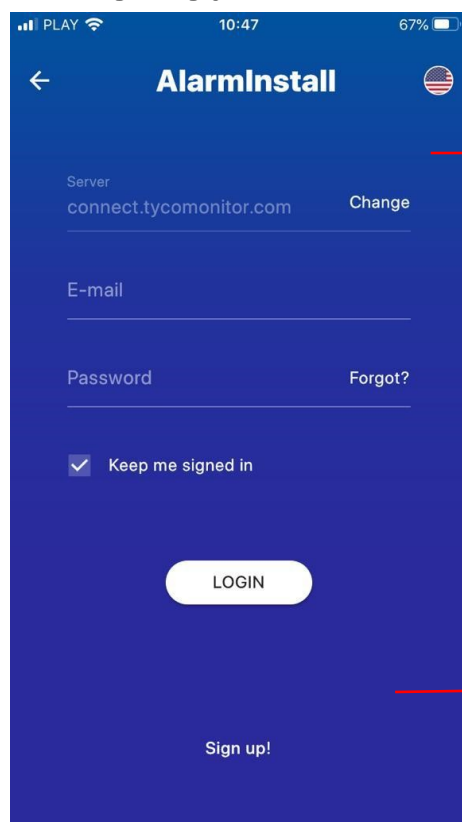 PLAY 10:47 67%
AlarmInstall
Server
connect.tycomonitor.com Change
E-mail
Password Forgot?
Keep me signed in
LOGIN
Sign up!